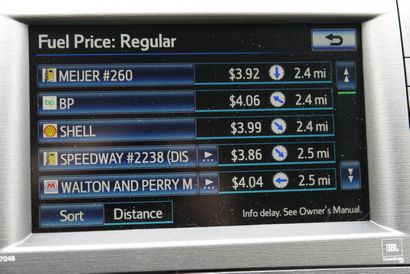 Fuel Price: Regular
MEIJER #260 $3.92 2.4 mi
bp BP $4.06 2.4 mi
SHELL $3.99 2.4 mi
SPEEDWAY #2238 (DIS $3.86 2.5 mi
M WALTON AND PERRY M $4.04 2.5 mi
Sort Distance Info delay. See Owner's Manual.
JBL